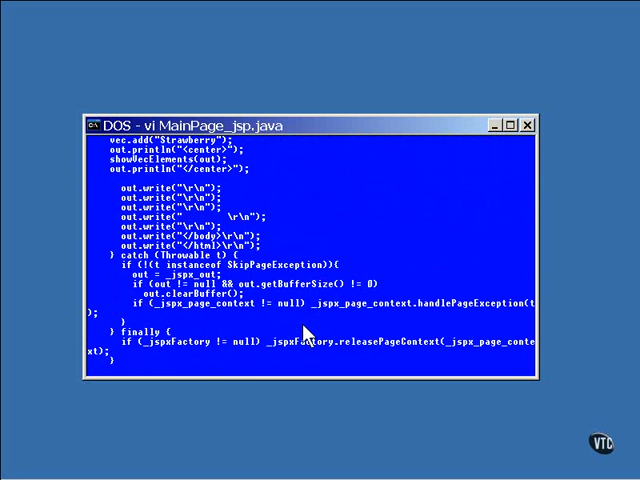 DOS - vi MainPage_jsp.java
vec.add("Strawberry");
out.println("<center>");
showVecElements(out);
out.println("</center>");
out.write("\r\n");
out.write("\r\n");
out.write("\r\n");
out.write("        \r\n");
out.write("\r\n");
out.write("</body>\r\n");
out.write("</html>\r\n");
} catch (Throwable t) {
if (!(t instanceof SkipPageException)){
out = _jspx_out;
if (out != null && out.getBufferSize() != 0)
out.clearBuffer();
if (_jspx_page_context != null) _jspx_page_context.handlePageException(t
);
}
} finally {
if (_jspxFactory != null) _jspxFactory.releasePageContext(_jspx_page_conte
xt);
}
VTC